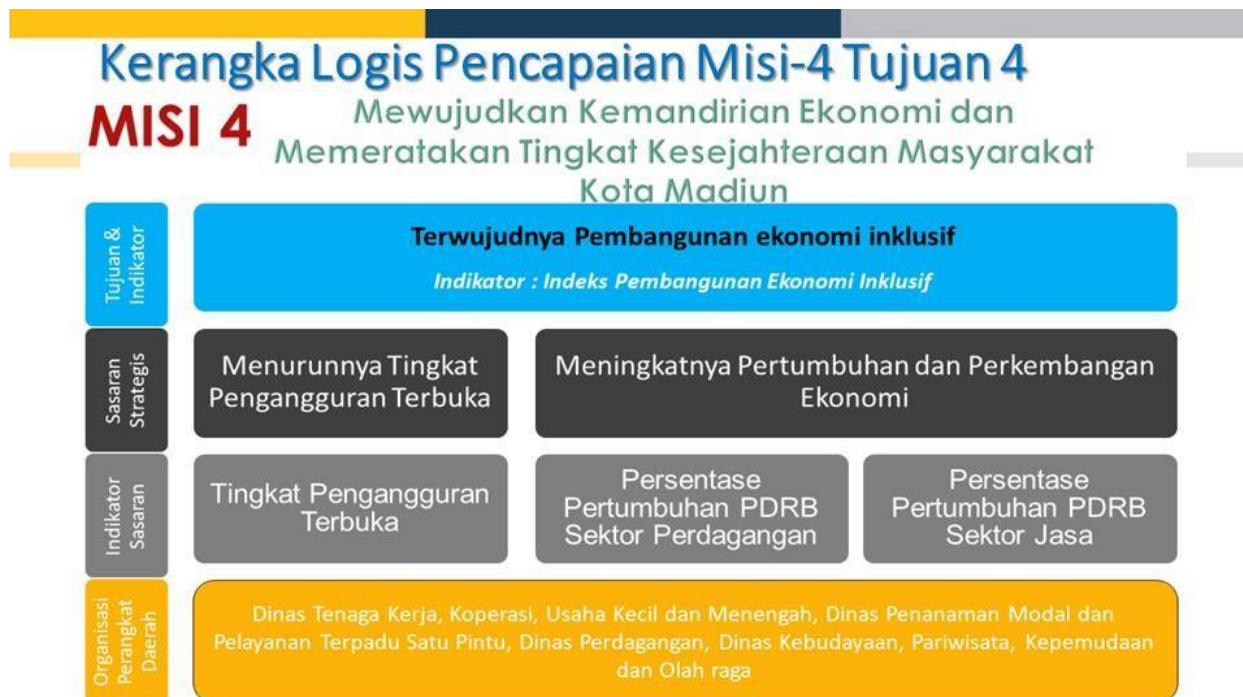 Kerangka Logis Pencapaian Misi-4 Tujuan 4
MISI 4
Mewujudkan Kemandirian Ekonomi dan
Memeratakan Tingkat Kesejahteraan Masyarakat
Kota Madiun
Tujuan &
Indikator
Terwujudnya Pembangunan ekonomi inklusif
Indikator : Indeks Pembangunan Ekonomi Inklusif
Sasaran
Strategis
Menurunnya Tingkat
Pengangguran Terbuka
Meningkatnya Pertumbuhan dan Perkembangan
Ekonomi
Indikator
Sasaran
Tingkat Pengangguran
Terbuka
Persentase
Pertumbuhan PDRB
Sektor Perdagangan
Persentase
Pertumbuhan PDRB
Sektor Jasa
Organisasi
Perangkat
Daerah
Dinas Tenaga Kerja, Koperasi, Usaha Kecil dan Menengah, Dinas Penanaman Modal dan
Pelayanan Terpadu Satu Pintu, Dinas Perdagangan, Dinas Kebudayaan, Pariwisata, Kepemudaan
dan Olah raga